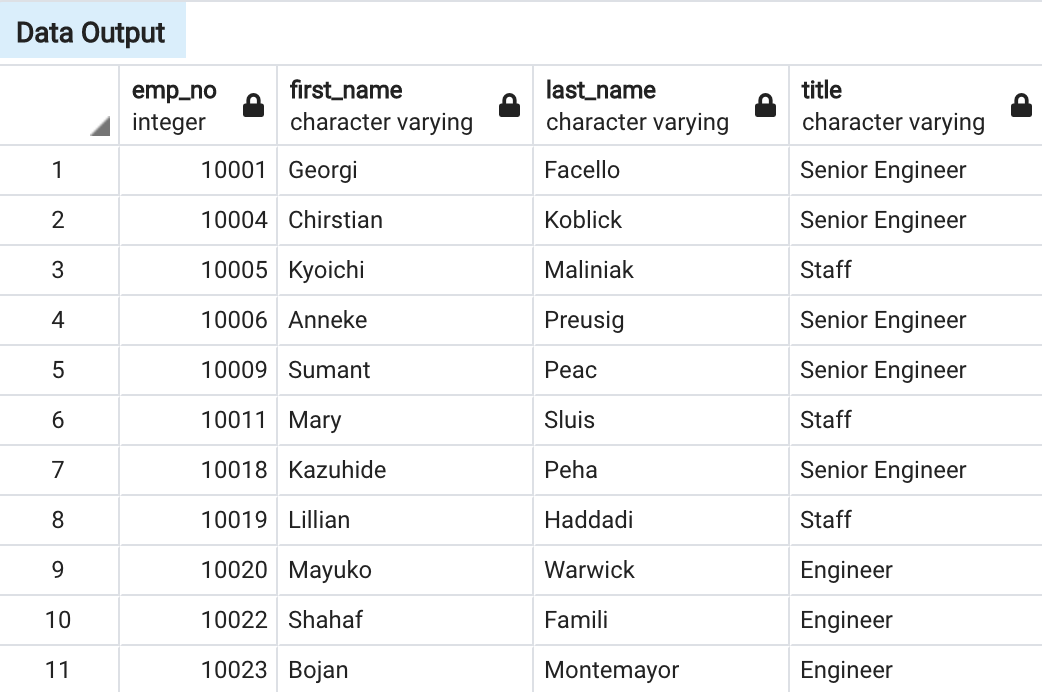 Data Output
emp_no first_name last_name title
integer character varying character varying character varying
1 10001 Georgi Facello Senior Engineer
2 10004 Chirstian Koblick Senior Engineer
3 10005 Kyoichi Maliniak Staff
4 10006 Anneke Preusig Senior Engineer
5 10009 Sumant Peac Senior Engineer
6 10011 Mary Sluis Staff
7 10018 Kazuhide Peha Senior Engineer
8 10019 Lillian Haddadi Staff
9 10020 Mayuko Warwick Engineer
10 10022 Shahaf Famili Engineer
11 10023 Bojan Montemayor Engineer